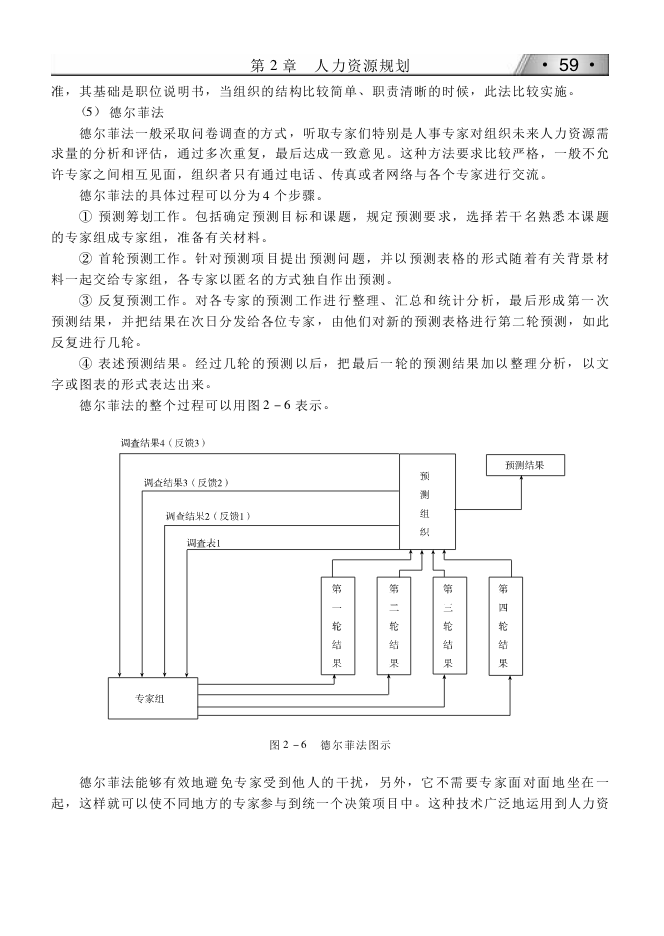 第 2 章　人力资源规划　· 59 ·
准，其基础是职位说明书，当组织的结构比较简单、职责清晰的时候，此法比较实施。
（5）德尔菲法
德尔菲法一般采取问卷调查的方式，听取专家们特别是人事专家对组织未来人力资源需
求量的分析和评估，通过多次重复，最后达成一致意见。这种方法要求比较严格，一般不允
许专家之间相互见面，组织者只有通过电话、传真或者网络与各个专家进行交流。
德尔菲法的具体过程可以分为 4 个步骤。
① 预测筹划工作。包括确定预测目标和课题，规定预测要求，选择若干名熟悉本课题
的专家组成专家组，准备有关材料。
② 首轮预测工作。针对预测项目提出预测问题，并以预测表格的形式随着有关背景材
料一起交给专家组，各专家以匿名的方式独自作出预测。
③ 反复预测工作。对各专家的预测工作进行整理、汇总和统计分析，最后形成第一次
预测结果，并把结果在次日分发给各位专家，由他们对新的预测表格进行第二轮预测，如此
反复进行几轮。
④ 表述预测结果。经过几轮的预测以后，把最后一轮的预测结果加以整理分析，以文
字或图表的形式表达出来。
德尔菲法的整个过程可以用图 2－6 表示。
调查结果4（反馈3）
调查结果3（反馈2）
调查结果2（反馈1）
调查表1
预测组织
预测结果
第一轮结果
第二轮结果
第三轮结果
第四轮结果
专家组
图 2－6　德尔菲法图示
德尔菲法能够有效地避免专家受到他人的干扰，另外，它不需要专家面对面地坐在一
起，这样就可以使不同地方的专家参与到统一个决策项目中。这种技术广泛地运用到人力资